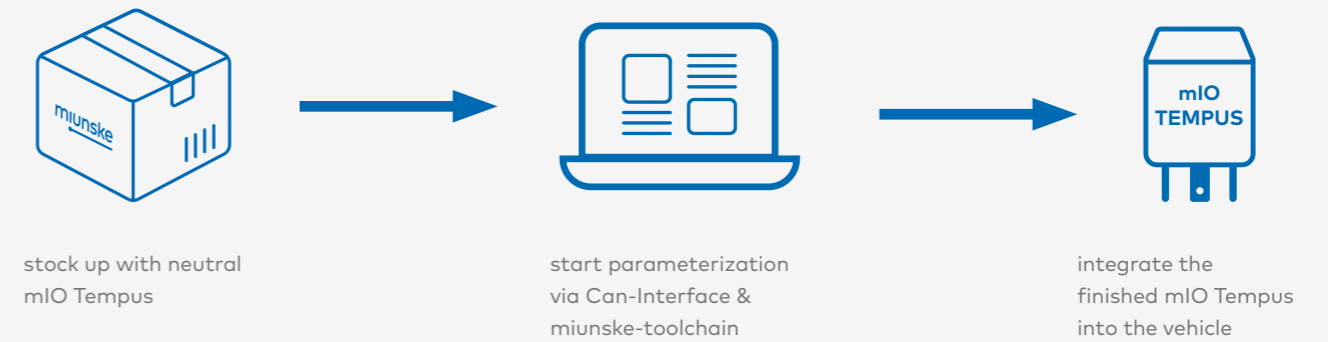 miunske
mIO
TEMPUS
stock up with neutral
mIO Tempus
start parameterization
via Can-Interface &
miunske-toolchain
integrate the
finished mIO Tempus
into the vehicle